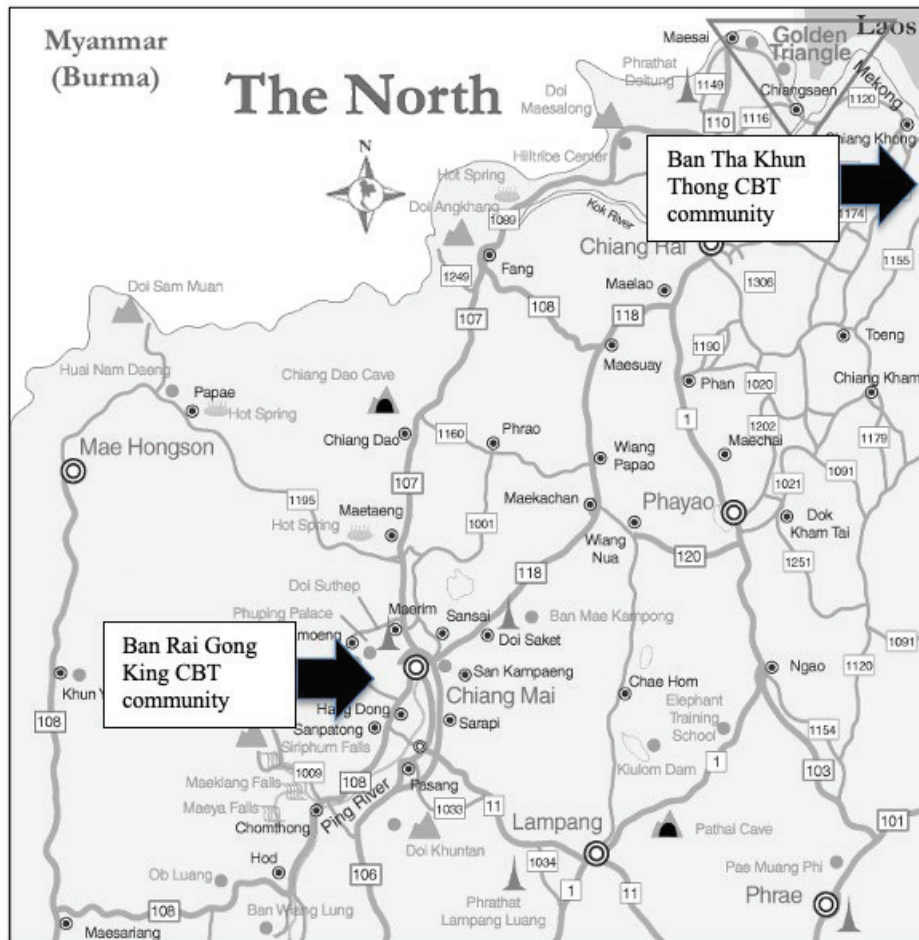 Myanmar
(Burma)
The North
Laos
Golden
Triangle
Maesai
Phrathat
Doitung
1149
Chiangsaen
Mekong
1120
Doi
Maesalong
110
1116
Chiang Khong
Hilltribe Center
Ban Tha Khun
Thong CBT
community
N
Hot Spring
Doi Angkhang
1089
Kok River
1174
Chiang Rai
1155
Fang
1249
1306
Doi Sam Muan
108
Maelao
107
118
Toeng
1190
Maesuay
Huai Nam Daeng
Chiang Dao Cave
Phan
1020
Chiang Kham
Papae
Hot Spring
1
1202
Chiang Dao
1160
Phrao
Maechai
1179
Mae Hongson
Wiang
Papao
1091
107
1021
1195
Maekachan
Phayao
Maetaeng
1001
Dok
Kham Tai
Hot Spring
Wiang
Nua
120
1251
118
Doi Suthep
Phuping Palace
Maerim
Sansai
Ban Mae Kampong
Ban Rai Gong
King CBT
community
moeng
Doi Saket
1091
San Kampaeng
Ngao
1120
Khun Y
Chiang Mai
Chae Hom
Hang Dong
Elephant
Training
School
108
Sanpatong
Sarapi
1154
Siriphum Falls
Kiulom Dam
1
103
1009
108
Maeklang Falls
Pasang
Ping River
Maeya Falls
1033
11
101
Chomthong
Lampang
Pathai Cave
Doi Khuntan
Hod
1034
Pae Muang Phi
Ob Luang
106
1
11
Phrae
Phrathat
Lampang Luang
108
Ban Wiang Lung
Maesariang